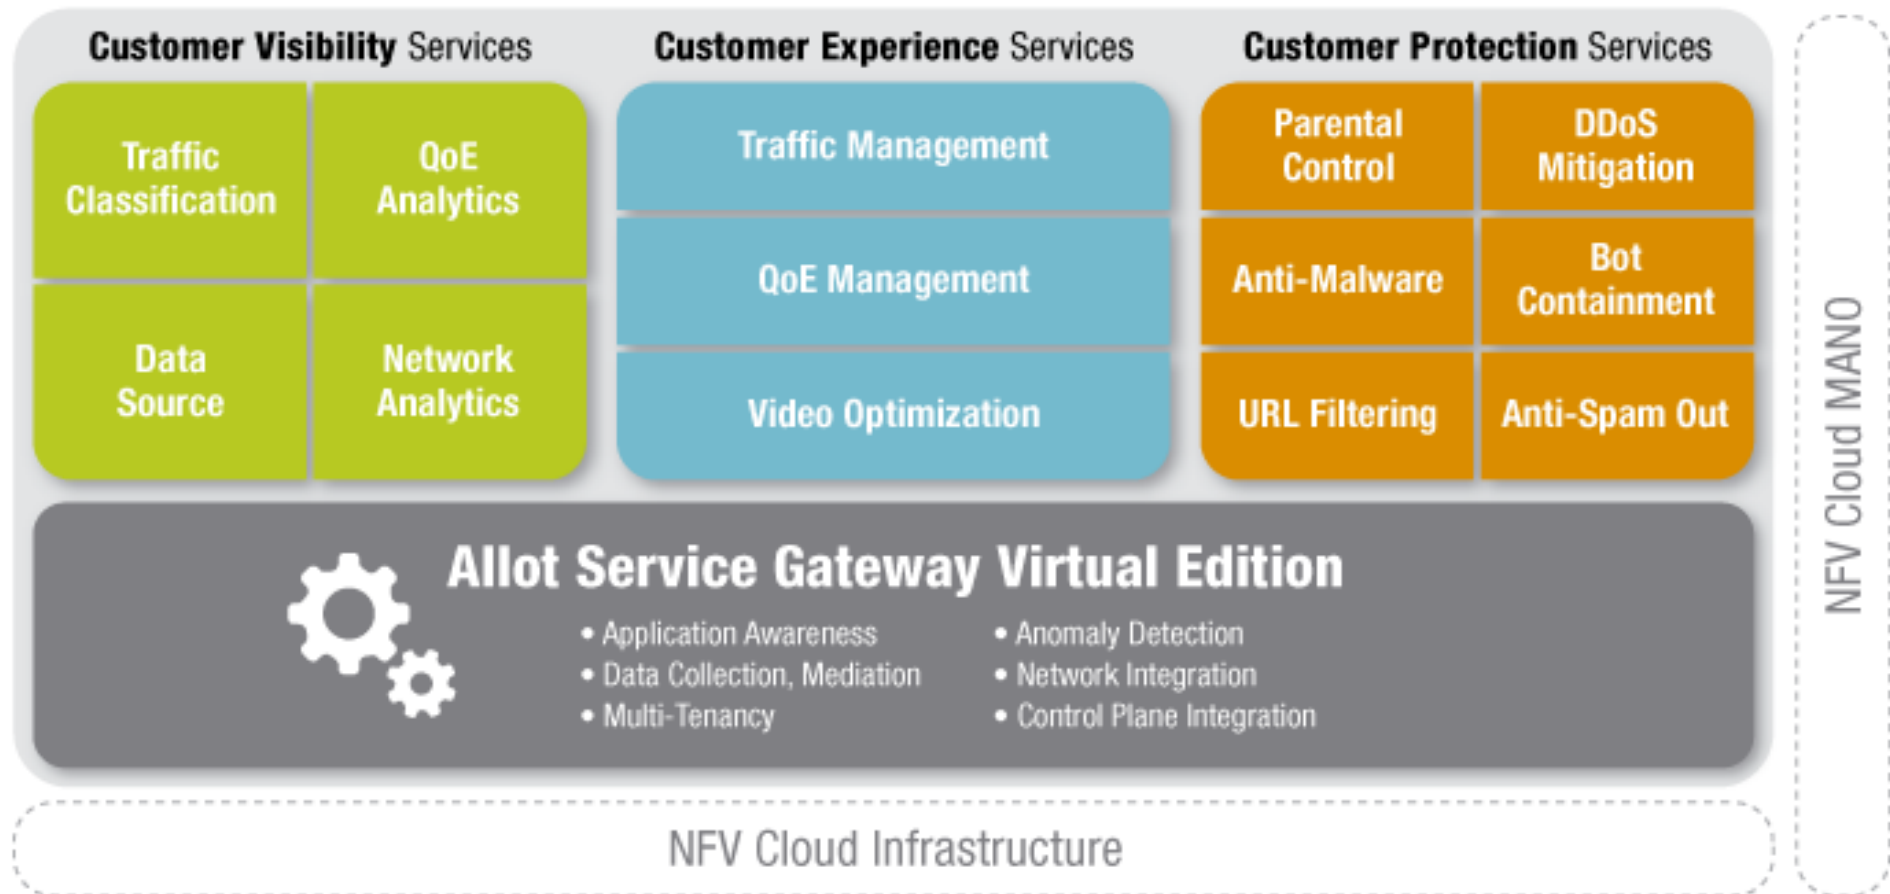 Customer Visibility Services
Traffic
Classification
QoE
Analytics
Data
Source
Network
Analytics
Customer Experience Services
Traffic Management
QoE Management
Video Optimization
Customer Protection Services
Parental
Control
DDoS
Mitigation
Anti-Malware
Bot
Containment
URL Filtering
Anti-Spam Out
Allot Service Gateway Virtual Edition
• Application Awareness
• Data Collection, Mediation
• Multi-Tenancy
• Anomaly Detection
• Network Integration
• Control Plane Integration
NFV Cloud Infrastructure
NFV Cloud MANO